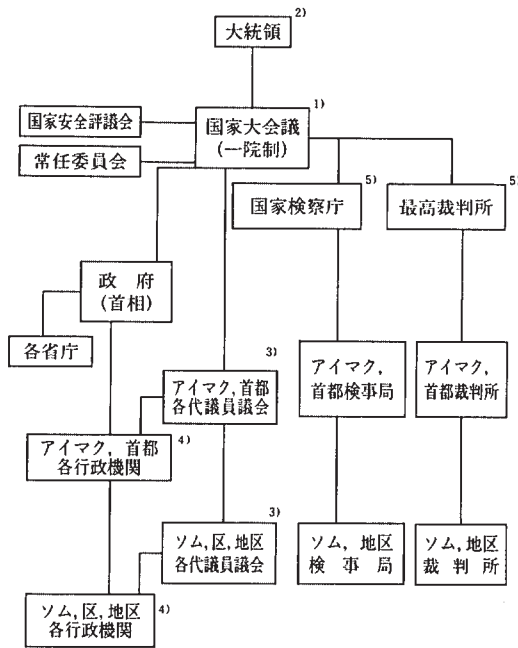 2)
大統領
1)
国家安全評議会
国家大会議
(一院制)
常任委員会
5)
国家検察庁
5)
最高裁判所
政 府
(首相)
各省庁
3)
アイマク, 首都
各代議員議会
アイマク,
首都検事局
アイマク,
首都裁判所
4)
アイマク, 首都
各行政機関
3)
ソム, 区, 地区
各代議員議会
ソム, 地区
検 事 局
ソム, 地区
裁 判 所
4)
ソム, 区, 地区
各行政機関